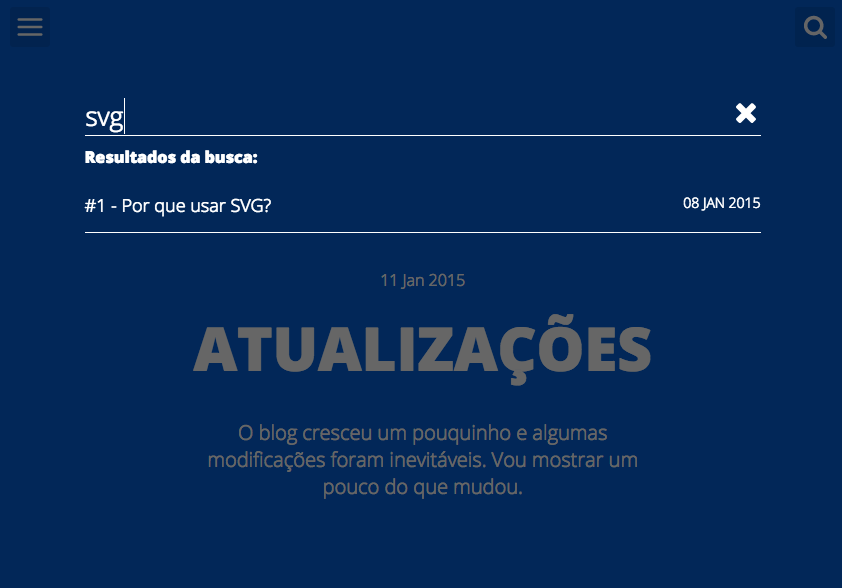 svg
Resultados da busca:
#1 - Por que usar SVG? 08 JAN 2015
11 Jan 2015
ATUALIZAÇÕES
O blog cresceu um pouquinho e algumas
modificações foram inevitáveis. Vou mostrar um
pouco do que mudou.